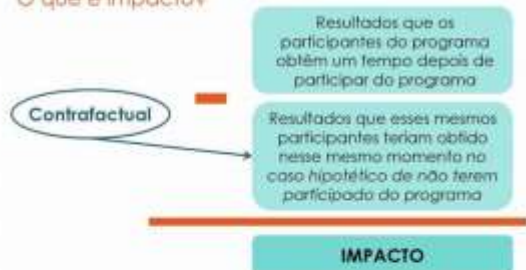 O que é impacto?
Resultados que os
participantes do programa
obtêm um tempo depois de
participar do programa
Contrafactual
Resultados que esses mesmos
participantes teriam obtido
nesse mesmo momento no
caso hipotético de não terem
participado do programa
IMPACTO